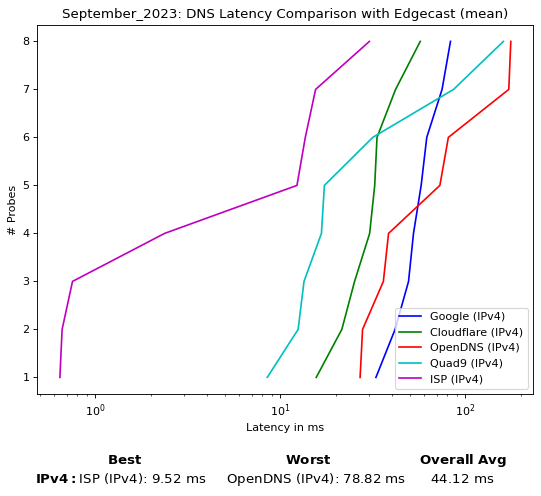 September_2023: DNS Latency Comparison with Edgecast (mean)
8
7
6
5
4
3
2
1
# Probes
Google (IPv4)
Cloudflare (IPv4)
OpenDNS (IPv4)
Quad9 (IPv4)
ISP (IPv4)
10⁰ 10¹ 10²
Latency in ms
Best Worst Overall Avg
IPv4: ISP (IPv4): 9.52 ms OpenDNS (IPv4): 78.82 ms 44.12 ms